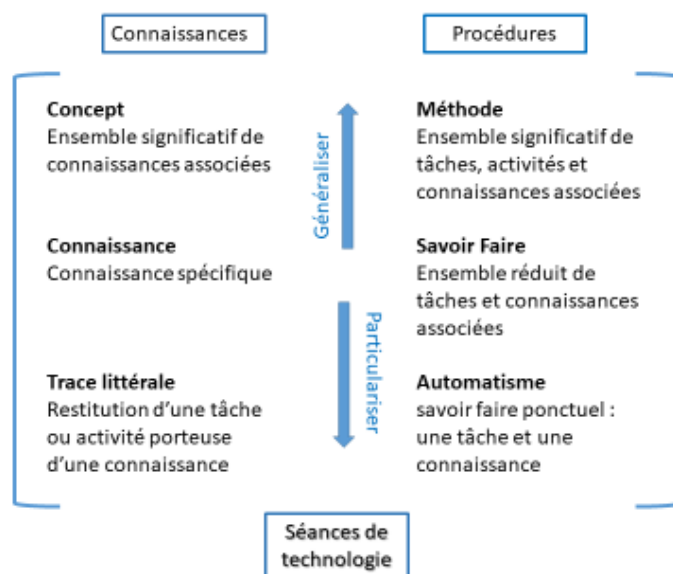 Connaissances
Procédures
Concept
Ensemble significatif de
connaissances associées
Connaissance
Connaissance spécifique
Trace littérale
Restitution d'une tâche
ou activité porteuse
d'une connaissance
Généraliser
Particulariser
Méthode
Ensemble significatif de
tâches, activités et
connaissances associées
Savoir Faire
Ensemble réduit de
tâches et connaissances
associées
Automatisme
savoir faire ponctuel :
une tâche et une
connaissance
Séances de
technologie